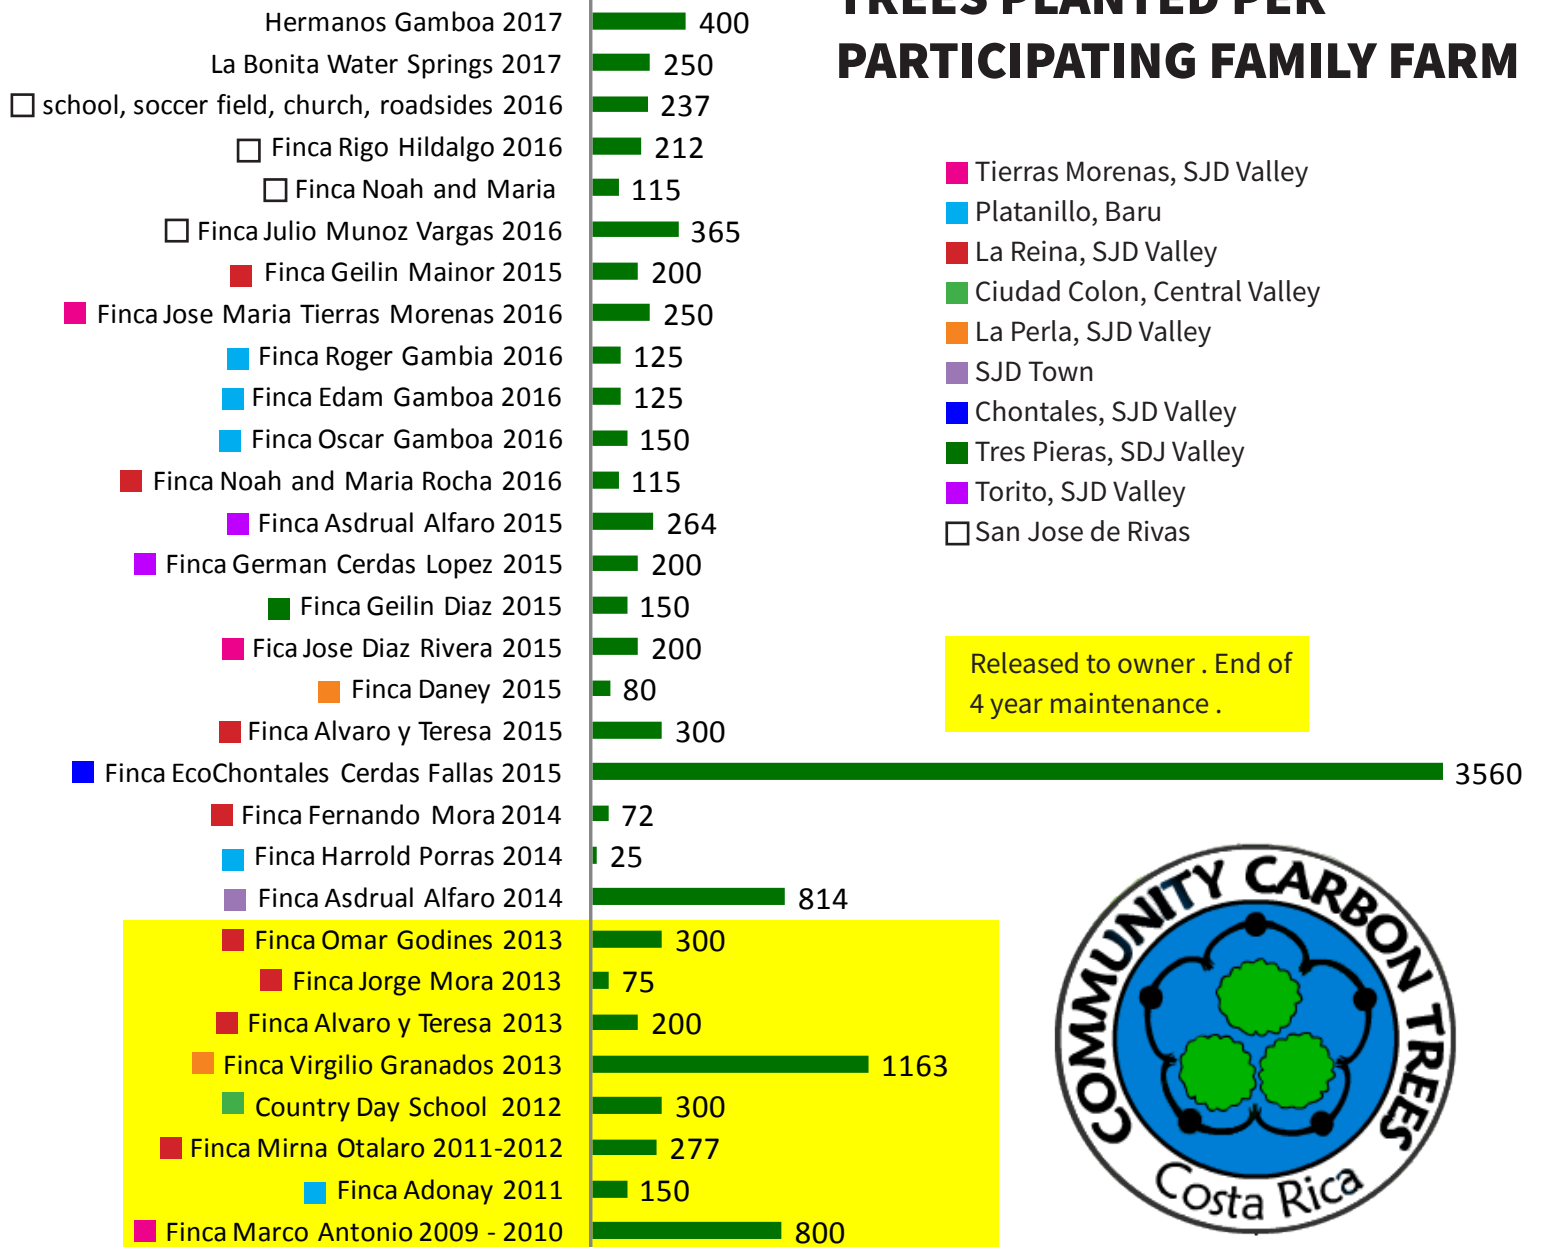 TREES PLANTED PER
PARTICIPATING FAMILY FARM
Hermanos Gamboa 2017 400
La Bonita Water Springs 2017 250
school, soccer field, church, roadsides 2016 237
Finca Rigo Hildalgo 2016 212
Finca Noah and Maria 115
Finca Julio Munoz Vargas 2016 365
Finca Geilin Mainor 2015 200
Finca Jose Maria Tierras Morenas 2016 250
Finca Roger Gambia 2016 125
Finca Edam Gamboa 2016 125
Finca Oscar Gamboa 2016 150
Finca Noah and Maria Rocha 2016 115
Finca Asdrual Alfaro 2015 264
Finca German Cerdas Lopez 2015 200
Finca Geilin Diaz 2015 150
Fica Jose Diaz Rivera 2015 200
Finca Daney 2015 80
Finca Alvaro y Teresa 2015 300
Finca EcoChontales Cerdas Fallas 2015 3560
Finca Fernando Mora 2014 72
Finca Harrold Porras 2014 25
Finca Asdrual Alfaro 2014 814
Finca Omar Godines 2013 300
Finca Jorge Mora 2013 75
Finca Alvaro y Teresa 2013 200
Finca Virgilio Granados 2013 1163
Country Day School 2012 300
Finca Mirna Otalaro 2011-2012 277
Finca Adonay 2011 150
Finca Marco Antonio 2009 - 2010 800
Tierras Morenas, SJD Valley
Platanillo, Baru
La Reina, SJD Valley
Ciudad Colon, Central Valley
La Perla, SJD Valley
SJD Town
Chontales, SJD Valley
Tres Pieras, SDJ Valley
Torito, SJD Valley
San Jose de Rivas
Released to owner . End of
4 year maintenance .
COMMUNITY CARBON TREES
Costa Rica